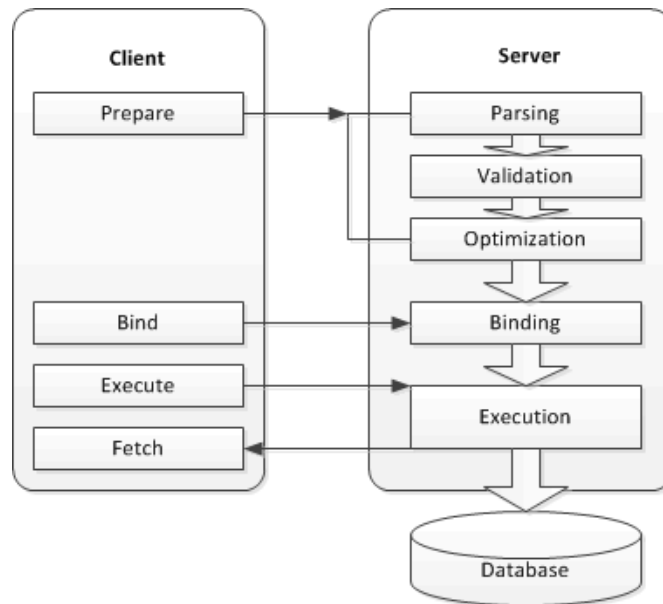 Client
Prepare
Bind
Execute
Fetch
Server
Parsing
Validation
Optimization
Binding
Execution
Database